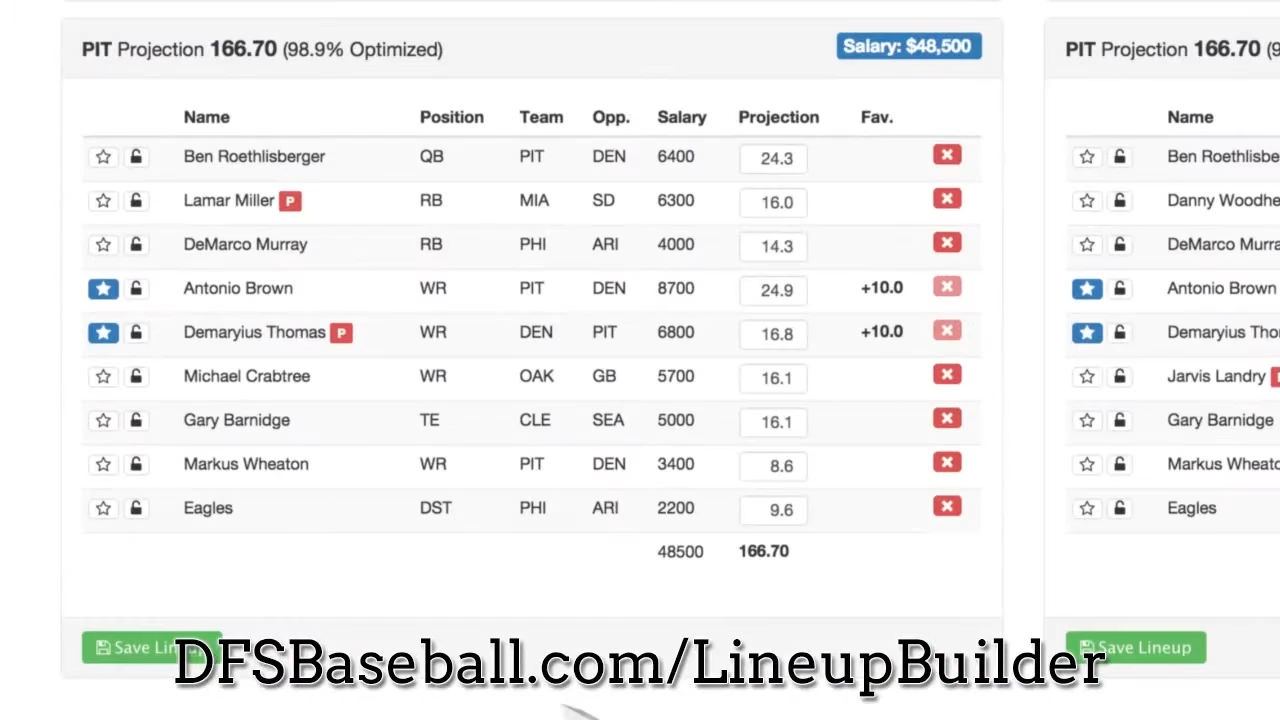 PIT Projection 166.70 (98.9% Optimized) Salary: $48,500
Name Position Team Opp. Salary Projection Fav.
Ben Roethlisberger QB PIT DEN 6400 24.3
Lamar Miller P RB MIA SD 6300 16.0
DeMarco Murray RB PHI ARI 4000 14.3
Antonio Brown WR PIT DEN 8700 24.9 +10.0
Demaryius Thomas P WR DEN PIT 6800 16.8 +10.0
Michael Crabtree WR OAK GB 5700 16.1
Gary Barnidge TE CLE SEA 5000 16.1
Markus Wheaton WR PIT DEN 3400 8.6
Eagles DST PHI ARI 2200 9.6
48500 166.70
Save Lineup
PIT Projection 166.70 (9
Name
Ben Roethlisbe
Danny Woodhe
DeMarco Murra
Antonio Brown
Demaryius Tho
Jarvis Landry
Gary Barnidge
Markus Wheato
Eagles
Save Lineup
DFSBaseball.com/LineupBuilder